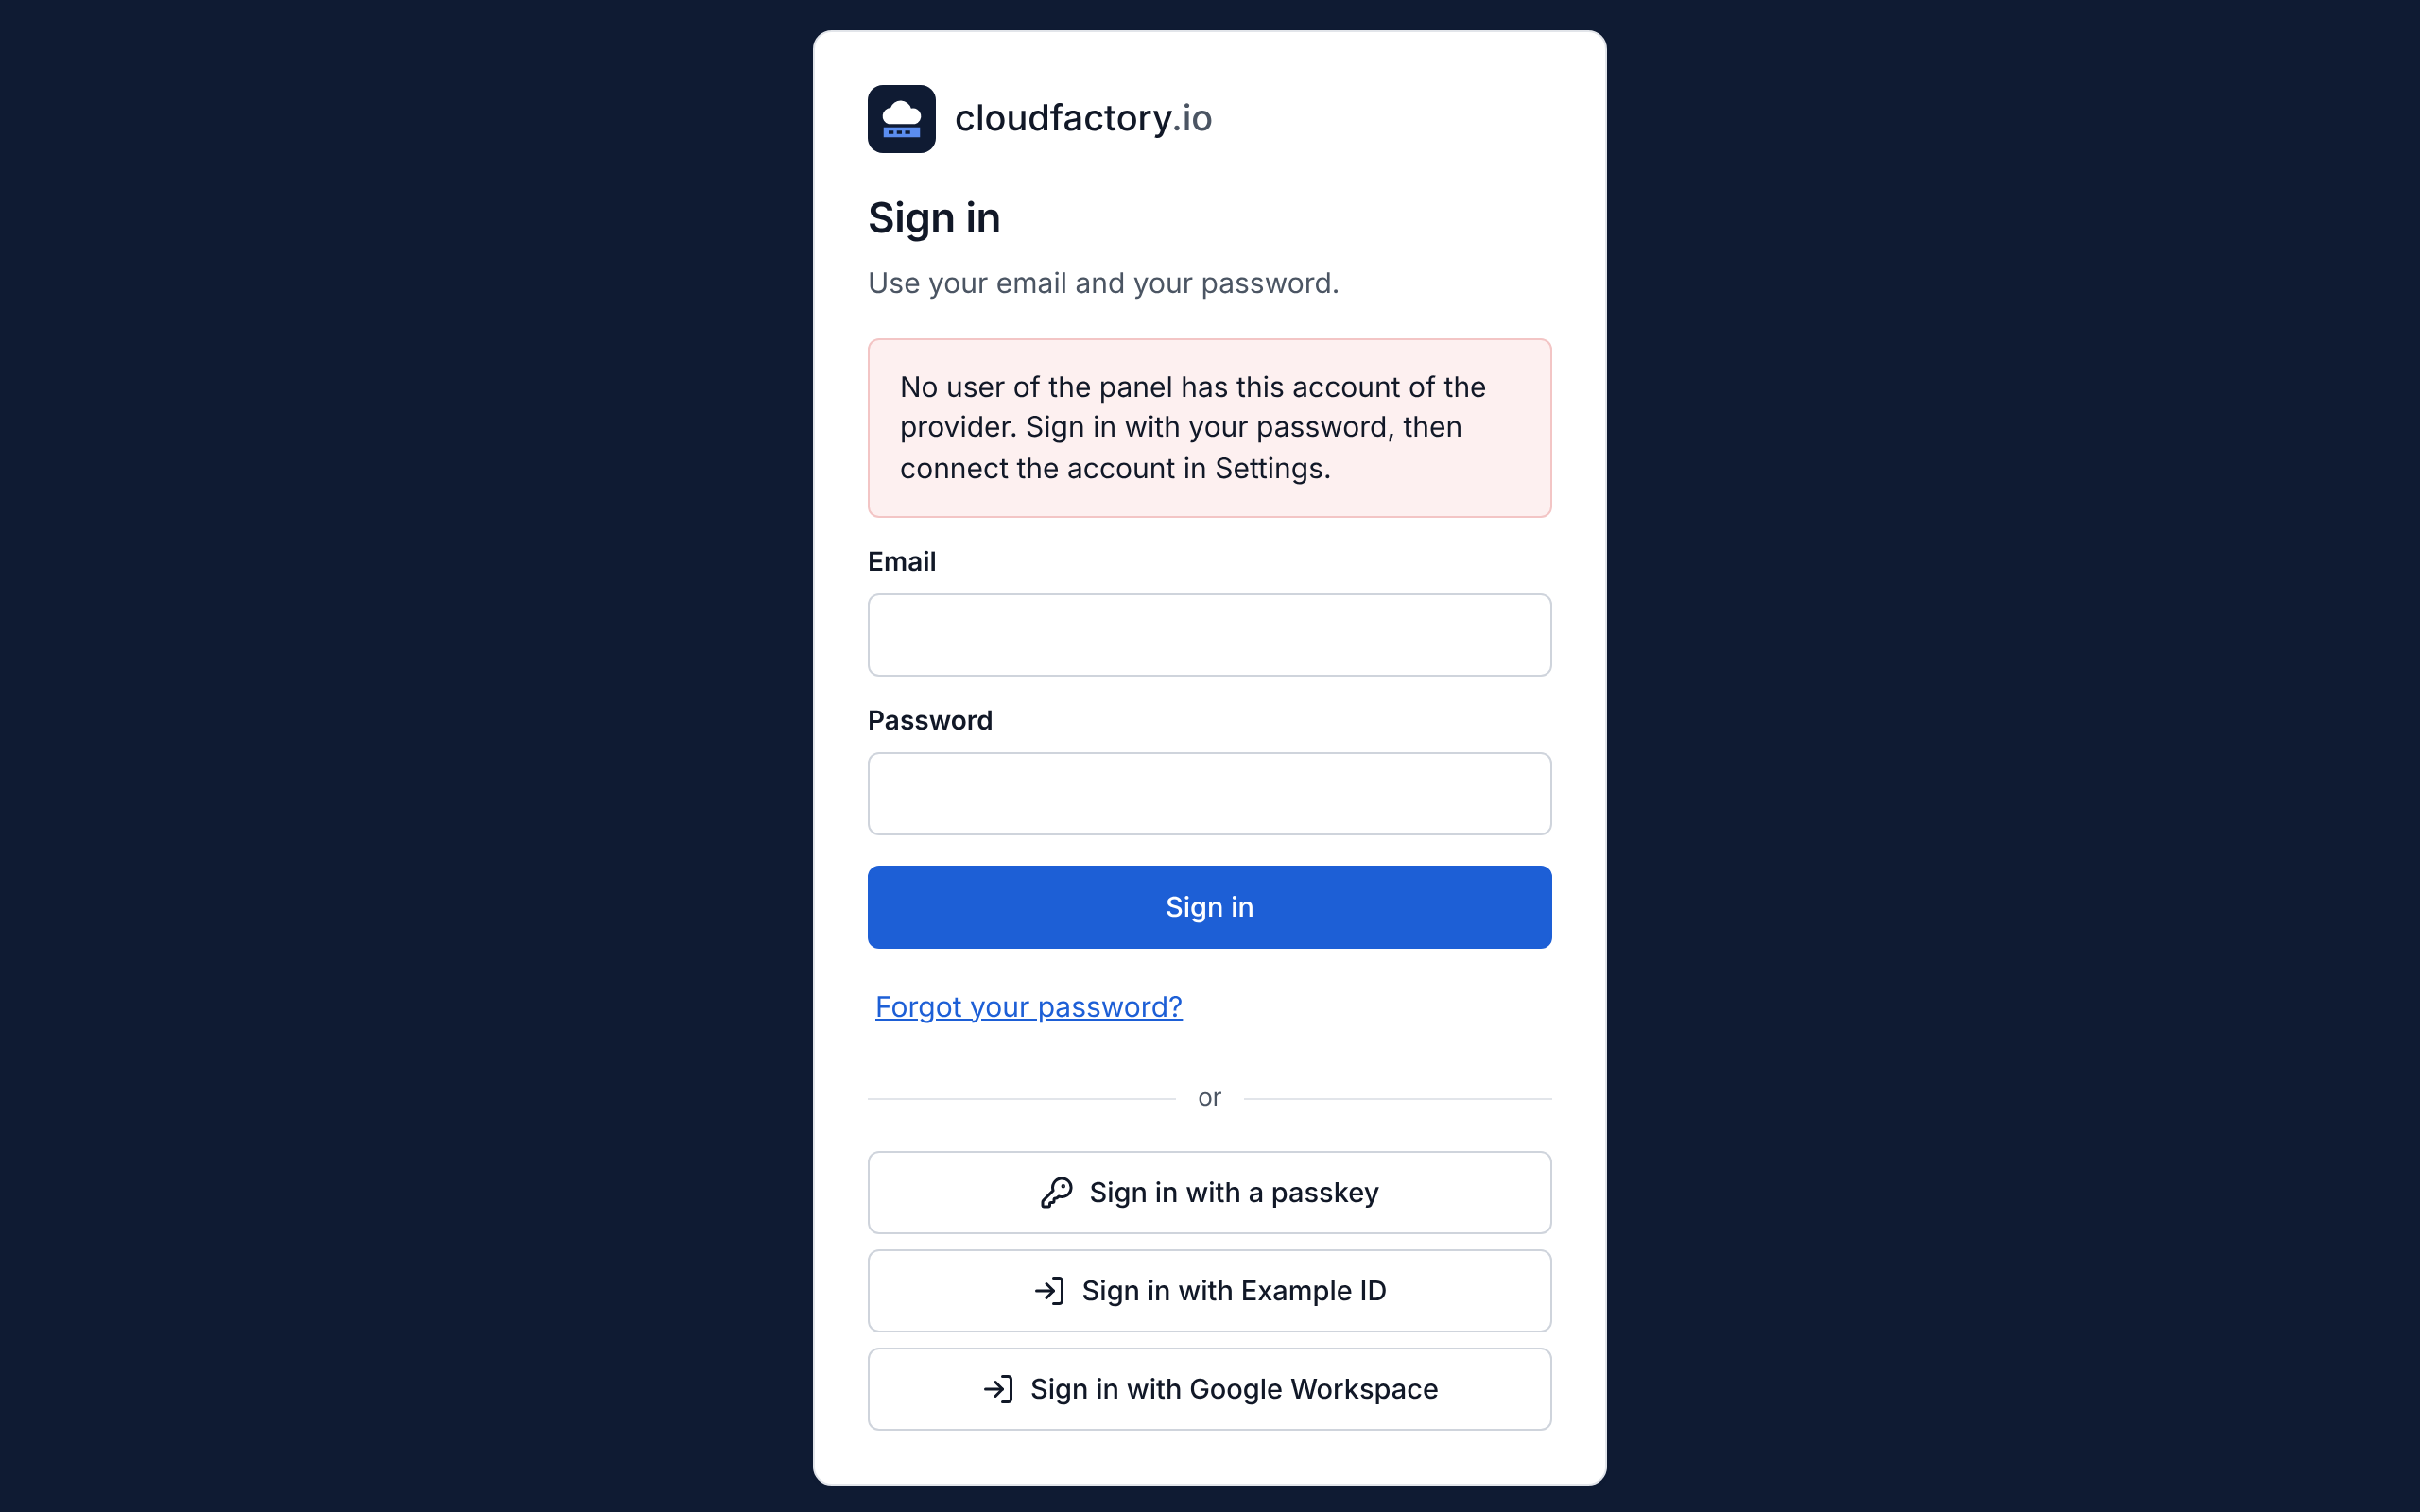 cloudfactory.io
Sign in
Use your email and your password.
No user of the panel has this account of the
provider. Sign in with your password, then
connect the account in Settings.
Email
Password
Sign in
Forgot your password?
or
Sign in with a passkey
Sign in with Example ID
Sign in with Google Workspace